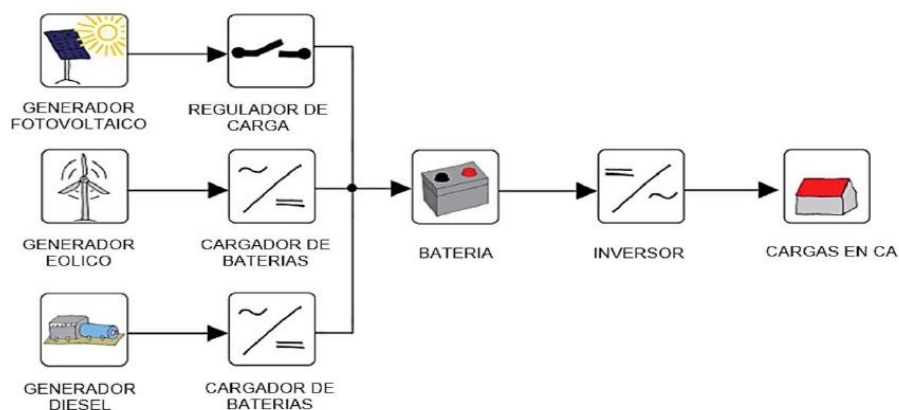 GENERADOR
FOTOVOLTAICO
REGULADOR DE
CARGA
GENERADOR
EOLICO
CARGADOR DE
BATERIAS
BATERIA
INVERSOR
CARGAS EN CA
GENERADOR
DIESEL
CARGADOR DE
BATERIAS